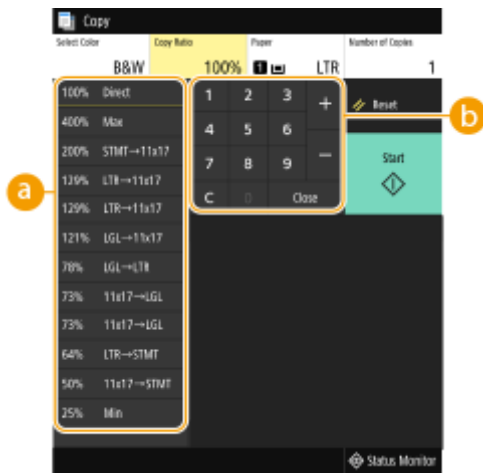 Copy
Select Color Copy Ratio Paper Number of Copies
B&W 100% 1 LTR 1
100% Direct
400% Max
200% STMT→11x17
129% LTR→11x17
129% LTR→11x17
121% LGL→11x17
78% LGL→LTR
73% 11x17→LGL
73% 11x17→LGL
64% LTR→STMT
50% 11x17→STMT
25% Min
a
1 2 3 +
4 5 6
7 8 9 −
C 0 Close
b
Reset
Start
Status Monitor